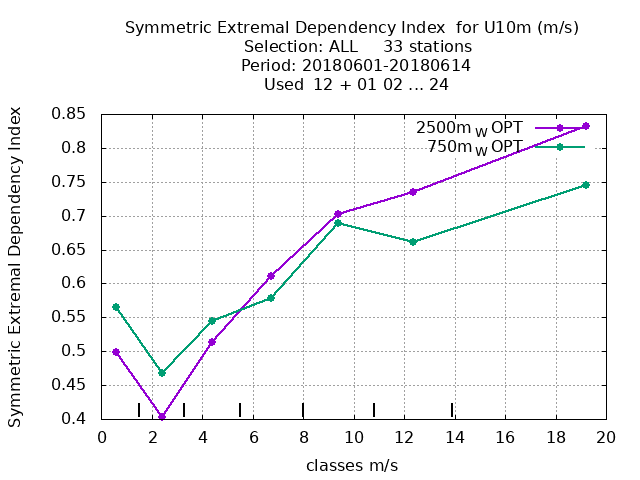 Symmetric Extremal Dependency Index  for U10m (m/s)
Selection: ALL     33 stations
Period: 20180601-20180614
Used  12 + 01 02 ... 24
Symmetric Extremal Dependency Index
0.85
0.8
0.75
0.7
0.65
0.6
0.55
0.5
0.45
0.4
2500m W OPT
750m W OPT
0 2 4 6 8 10 12 14 16 18 20
classes m/s